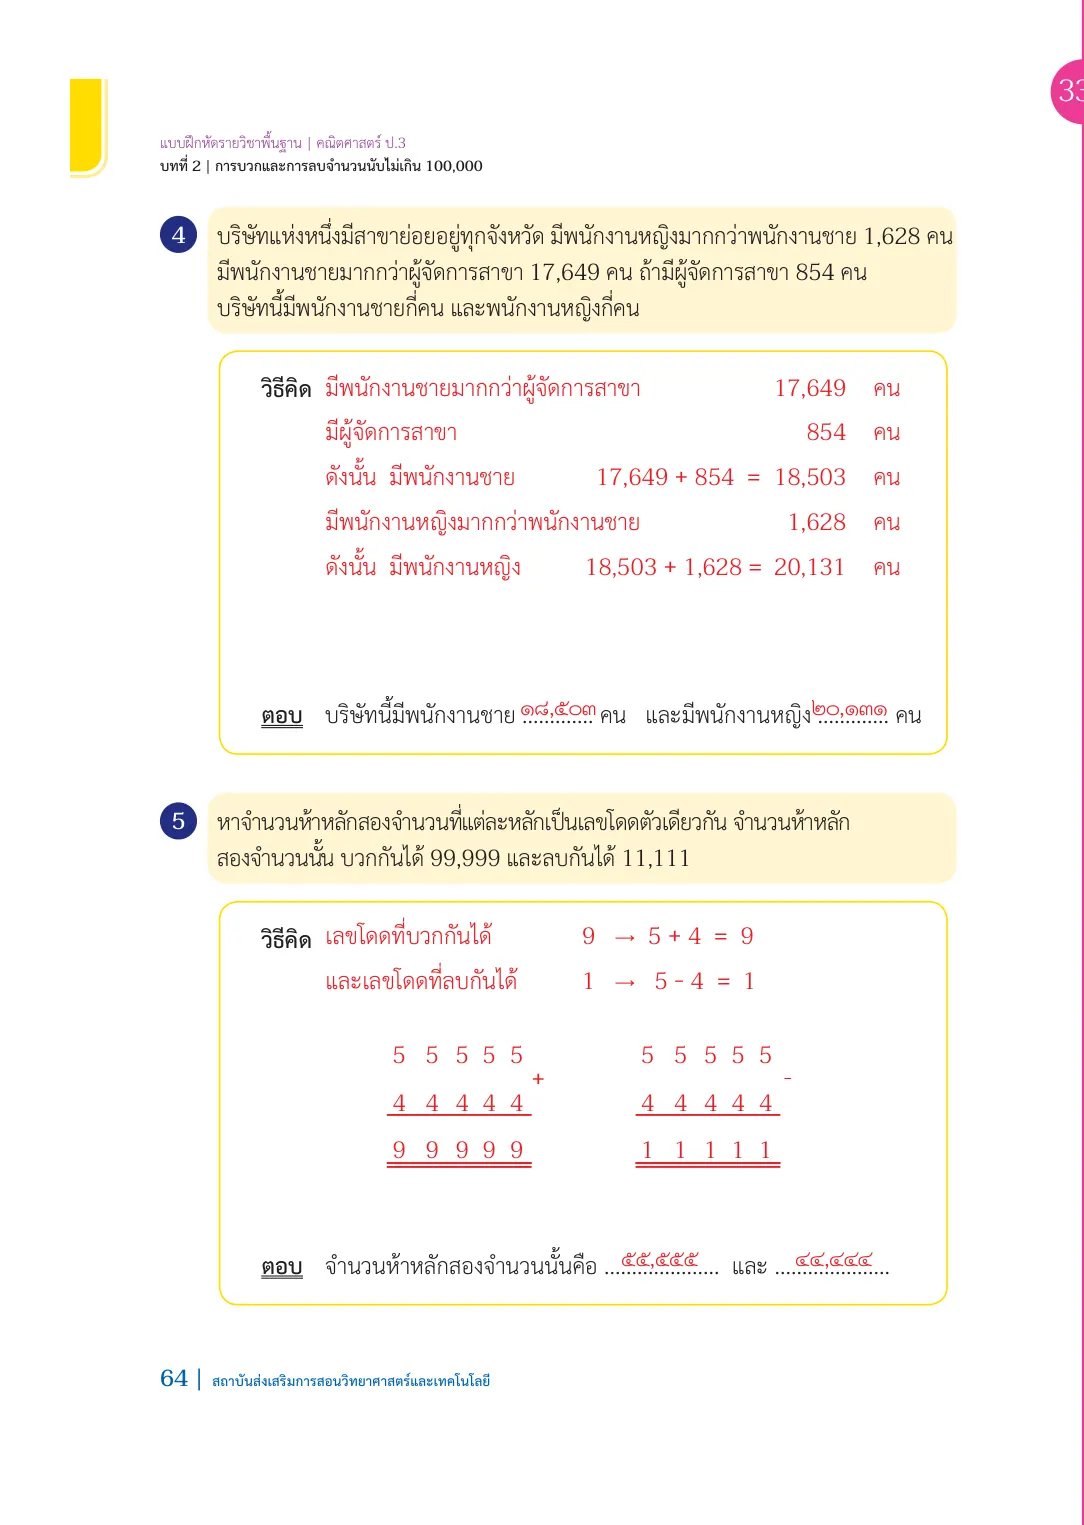 33
แบบฝึกหัดรายวิชาพื้นฐาน | คณิตศาสตร์ ป.3
บทที่ 2 | การบวกและการลบจำนวนนับไม่เกิน 100,000
4 บริษัทแห่งหนึ่งมีสาขาย่อยอยู่ทุกจังหวัด มีพนักงานหญิงมากกว่าพนักงานชาย 1,628 คน
มีพนักงานชายมากกว่าผู้จัดการสาขา 17,649 คน ถ้ามีผู้จัดการสาขา 854 คน
บริษัทนี้มีพนักงานชายกี่คน และพนักงานหญิงกี่คน
วิธีคิด มีพนักงานชายมากกว่าผู้จัดการสาขา 17,649 คน
มีผู้จัดการสาขา 854 คน
ดังนั้น มีพนักงานชาย 17,649 + 854 = 18,503 คน
มีพนักงานหญิงมากกว่าพนักงานชาย 1,628 คน
ดังนั้น มีพนักงานหญิง 18,503 + 1,628 = 20,131 คน
ตอบ บริษัทนี้มีพนักงานชาย ๑๘,๕๐๓ คน และมีพนักงานหญิง ๒๐,๑๓๑ คน
5 หาจำนวนห้าหลักสองจำนวนที่แต่ละหลักเป็นเลขโดดตัวเดียวกัน จำนวนห้าหลัก
สองจำนวนนั้น บวกกันได้ 99,999 และลบกันได้ 11,111
วิธีคิด เลขโดดที่บวกกันได้ 9 → 5 + 4 = 9
และเลขโดดที่ลบกันได้ 1 → 5 - 4 = 1
5 5 5 5 5 5 5 5 5 5
+ -
4 4 4 4 4 4 4 4 4 4
9 9 9 9 9 1 1 1 1 1
ตอบ จำนวนห้าหลักสองจำนวนนั้นคือ ๕๕,๕๕๕ และ ๔๔,๔๔๔
64 | สถาบันส่งเสริมการสอนวิทยาศาสตร์และเทคโนโลยี